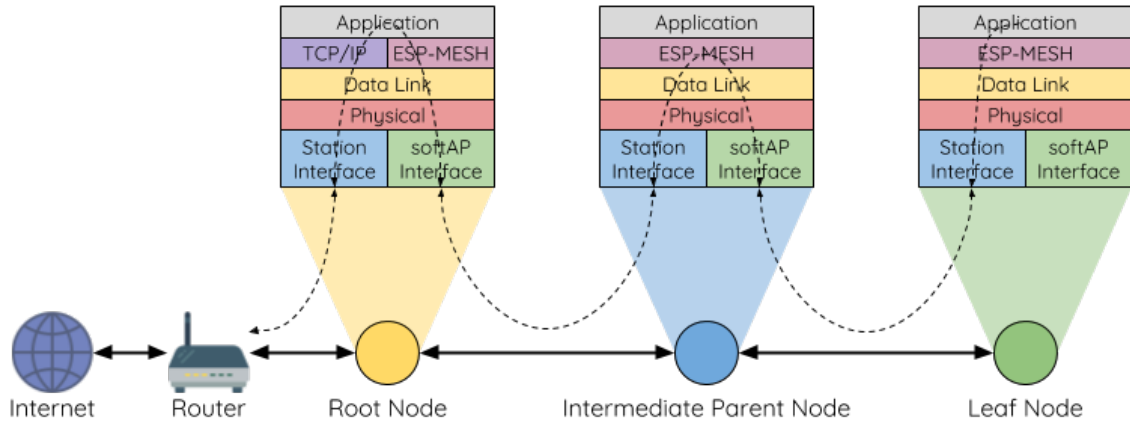 Application
TCP/IP
ESP-MESH
Data Link
Physical
Station
Interface
softAP
Interface
Application
ESP-MESH
Data Link
Physical
Station
Interface
softAP
Interface
Application
ESP-MESH
Data Link
Physical
Station
Interface
softAP
Interface
Internet
Router
Root Node
Intermediate Parent Node
Leaf Node